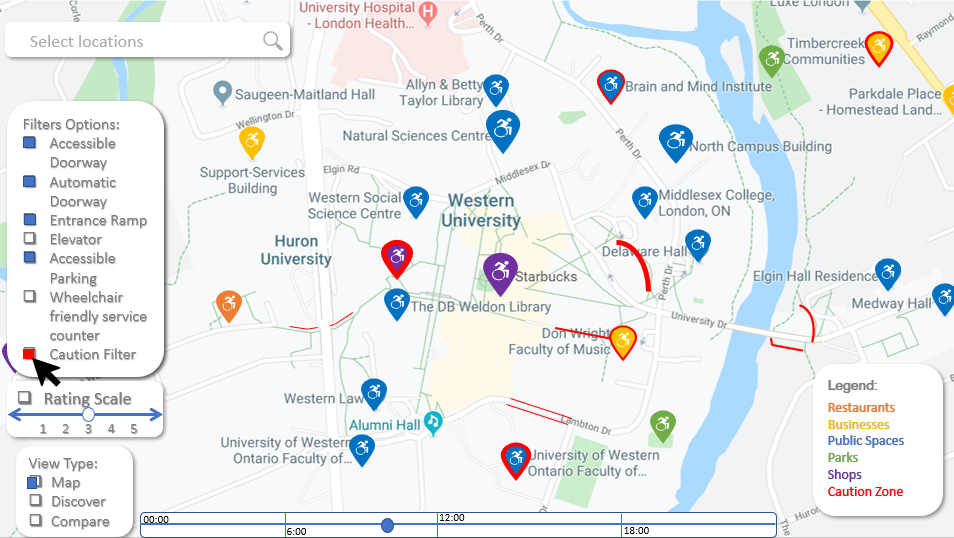 University Hospital
- London Health...
Perth Dr
Luxe London
Raymond
Select locations
Timbercreek
Communities
Allyn & Betty
Taylor Library
Brain and Mind Institute
Saugeen-Maitland Hall
Parkdale Place
- Homestead Land...
Wellington Dr
Natural Sciences Centre
Perth Dr
North Campus Building
Filters Options:
Accessible
Doorway
Automatic
Doorway
Entrance Ramp
Elevator
Accessible
Parking
Wheelchair
friendly service
counter
Caution Filter
Support-Services
Building
Elgin Rd
Middlesex Dr
Western Social
Science Centre
Western
University
Middlesex College,
London, ON
Huron
University
Delaware Hall
Starbucks
Perth Dr
Elgin Hall Residence
Medway Hall
The DB Weldon Library
University Dr
Don Wright
Faculty of Music
Rating Scale
1 2 3 4 5
Western Law
Alumni Hall
Lambton Dr
University of Western
Ontario Faculty of...
University of Western
Ontario Faculty of...
Legend:
Restaurants
Businesses
Public Spaces
Parks
Shops
Caution Zone
View Type:
Map
Discover
Compare
00:00
6:00
12:00
18:00
The Huron